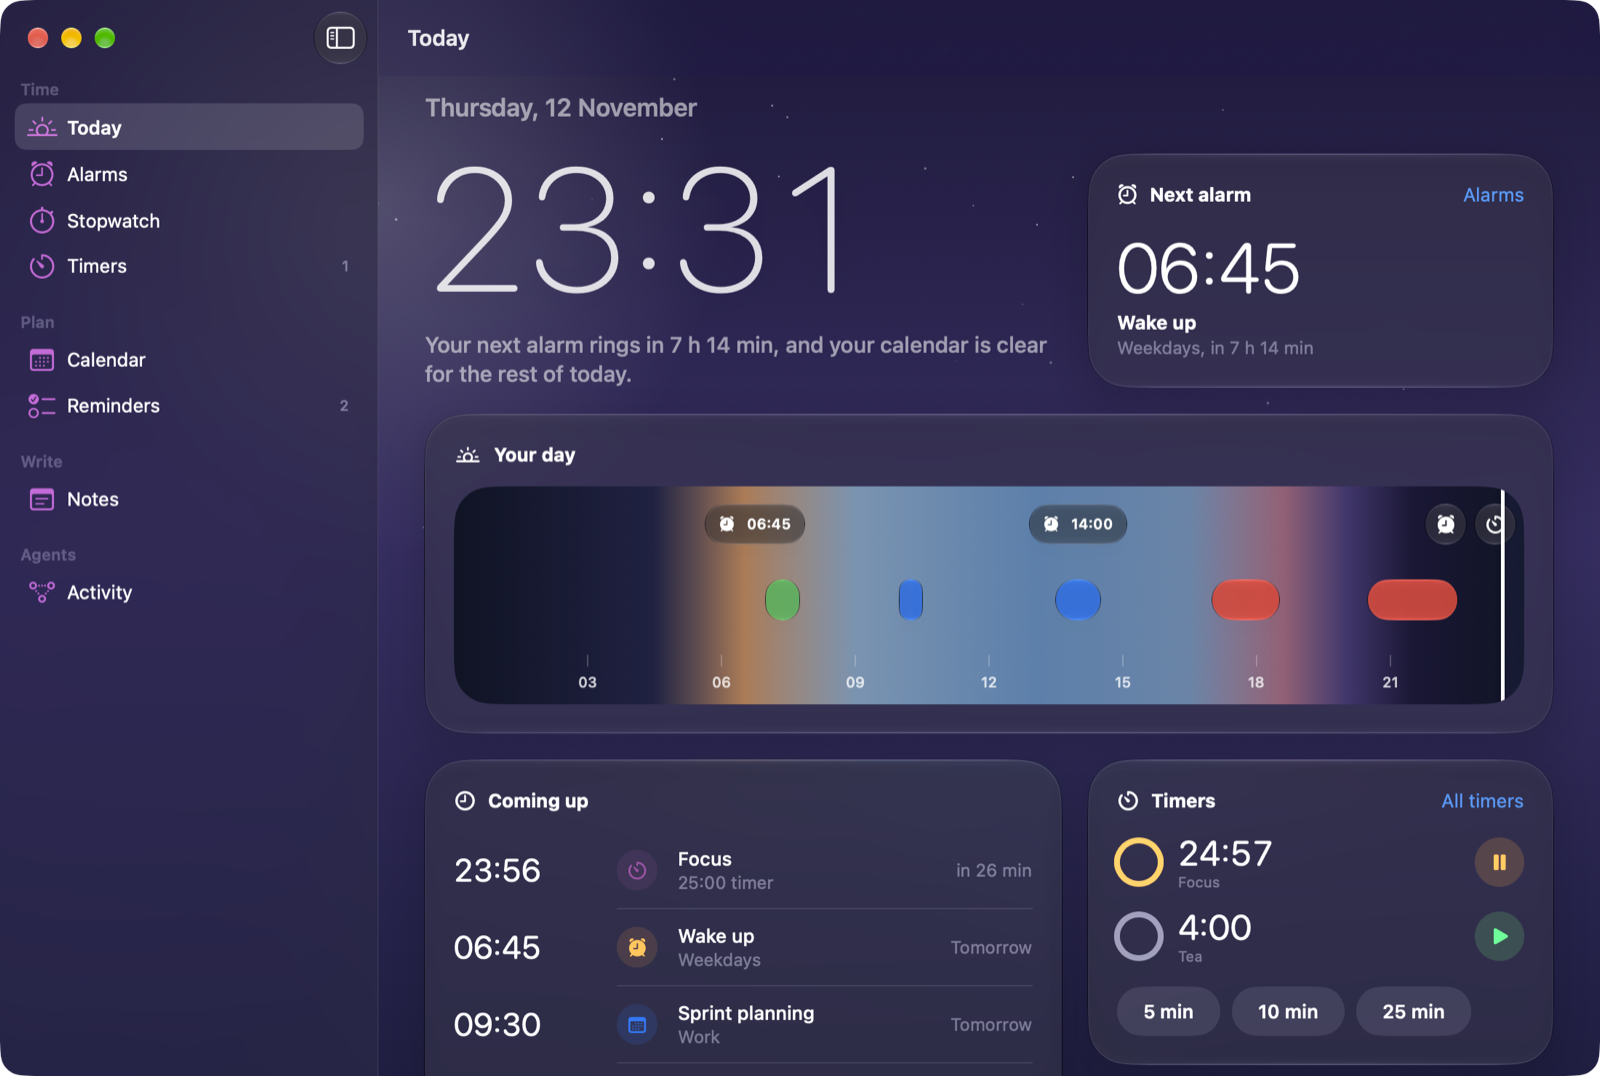 Today
Time
Today
Alarms
Stopwatch
Timers 1
Plan
Calendar
Reminders 2
Write
Notes
Agents
Activity
Thursday, 12 November
23:31
Your next alarm rings in 7 h 14 min, and your calendar is clear
for the rest of today.
Next alarm Alarms
06:45
Wake up
Weekdays, in 7 h 14 min
Your day
06:45 14:00
03 06 09 12 15 18 21
Coming up
23:56 Focus in 26 min
25:00 timer
06:45 Wake up Tomorrow
Weekdays
09:30 Sprint planning Tomorrow
Work
Timers All timers
24:57
Focus
4:00
Tea
5 min 10 min 25 min